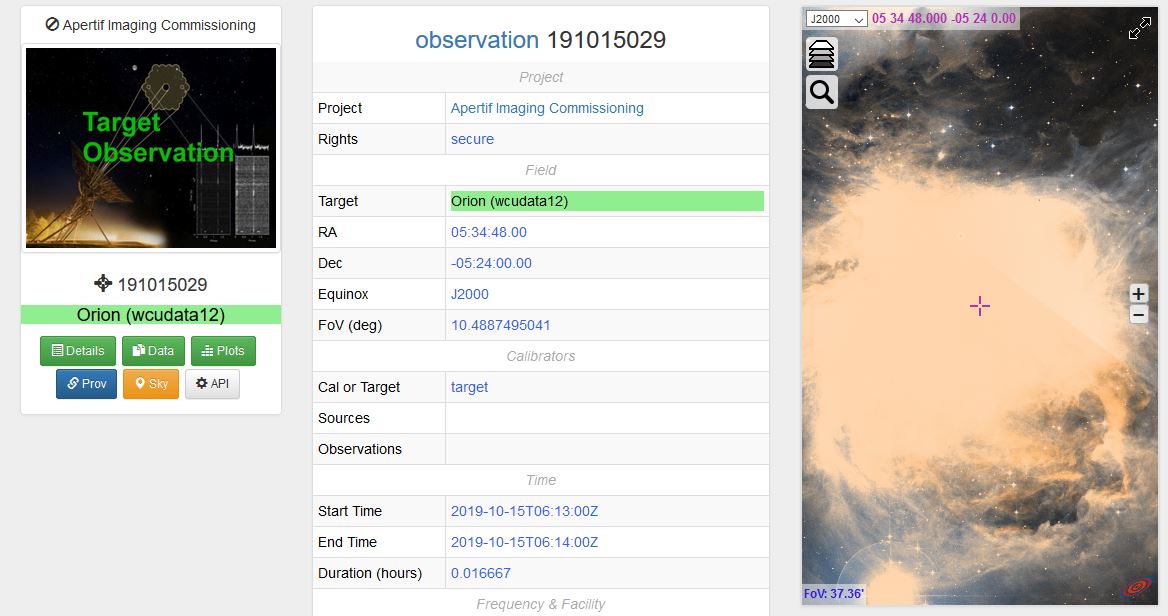 Apertif Imaging Commissioning
Target
Observation
191015029
Orion (wcudata12)
Details
Data
Plots
Prov
Sky
API
observation 191015029
Project
Project Apertif Imaging Commissioning
Rights secure
Field
Target Orion (wcudata12)
RA 05:34:48.00
Dec -05:24:00.00
Equinox J2000
FoV (deg) 10.4887495041
Calibrators
Cal or Target target
Sources
Observations
Time
Start Time 2019-10-15T06:13:00Z
End Time 2019-10-15T06:14:00Z
Duration (hours) 0.016667
Frequency & Facility
J2000 05 34 48.000 -05 24 0.00
+
−
FoV: 37.36'